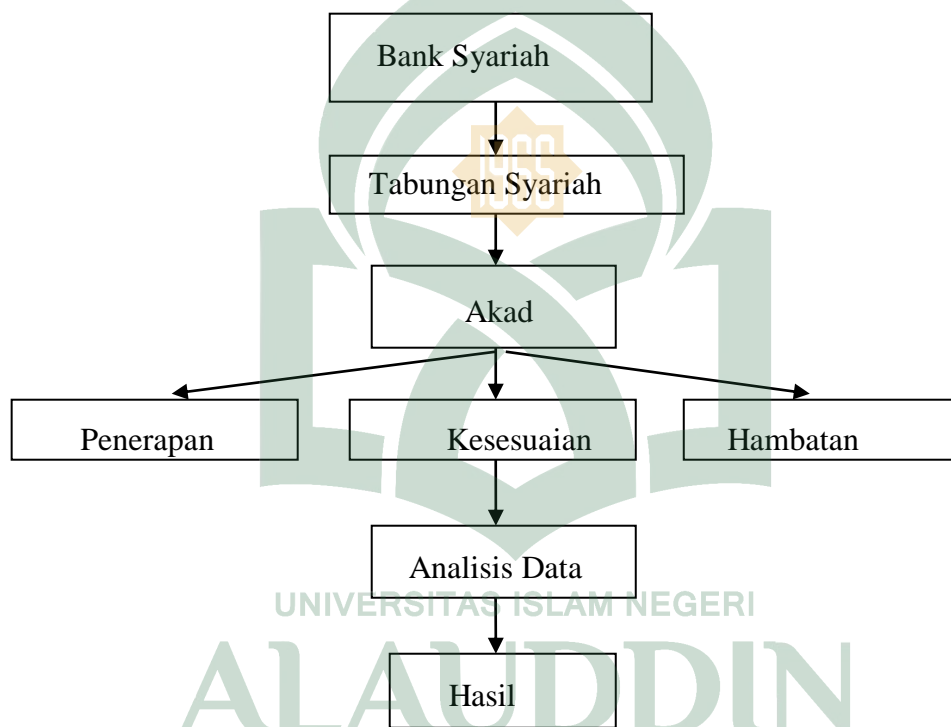 Bank Syariah
Tabungan Syariah
Akad
Penerapan
Kesesuaian
Hambatan
Analisis Data
UNIVERSITAS ISLAM NEGERI
ALAUDDIN
Hasil